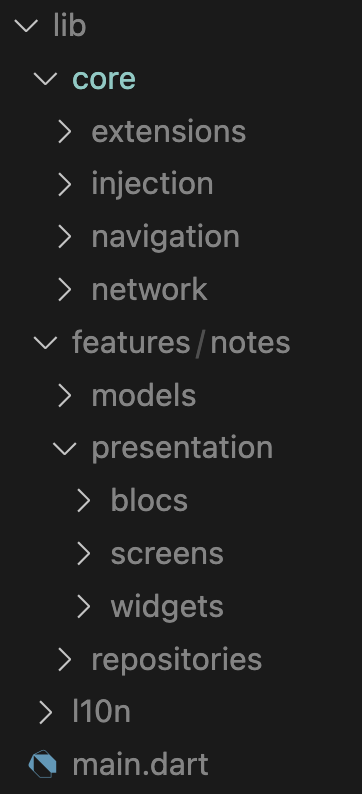 lib
core
extensions
injection
navigation
network
features/notes
models
presentation
blocs
screens
widgets
repositories
l10n
main.dart